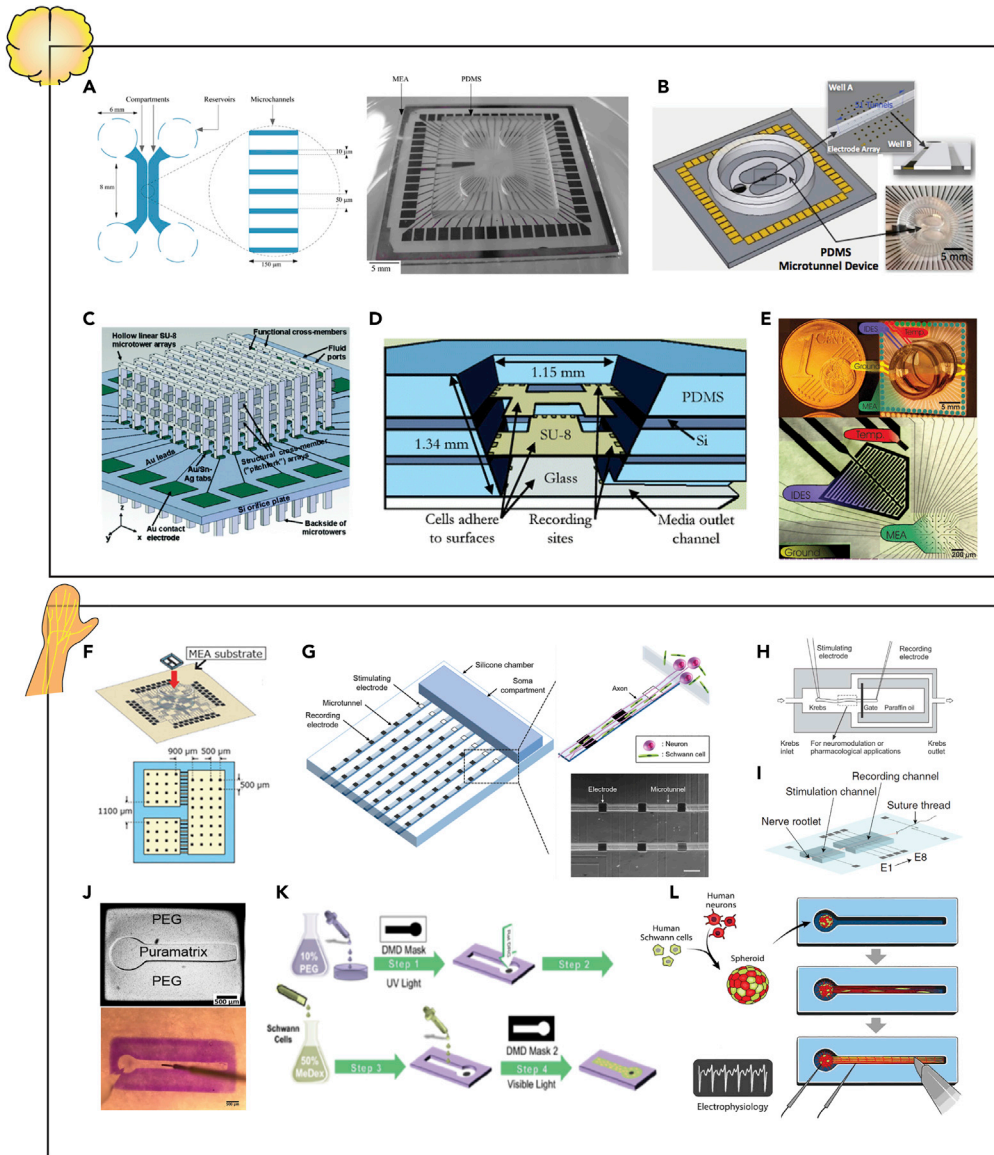 A
Compartments
Reservoirs
Microchannels
6 mm
8 mm
10 µm
50 µm
150 µm
MEA
PDMS
5 mm
B
Well A
Electrode Array
Well B
PDMS
Microtunnel Device
5 mm
C
Hollow linear SU-8
microtower arrays
Functional cross-members
Fluid
ports
Au leads
Au/Sn-
Ag tabs
Structural cross-member
("pitchfork") arrays
Si orifice plate
Au contact
electrode
Backside of
microtowers
z
y
x
D
1.15 mm
1.34 mm
PDMS
SU-8
Si
Glass
Cells adhere
to surfaces
Recording
sites
Media outlet
channel
E
IDES
Temp
Ground
MEA
5 mm
Temp
IDES
MEA
Ground
200 µm
F
MEA substrate
900 µm
500 µm
500 µm
1100 µm
G
Silicone chamber
Stimulating
electrode
Soma
compartment
Microtunnel
Recording
electrode
Axon
: Neuron
: Schwann cell
Electrode
Microtunnel
H
Stimulating
electrode
Recording
electrode
Krebs
Gate
Paraffin oil
Krebs
inlet
For neuromodulation or
pharmacological applications
Krebs
outlet
I
Recording channel
Stimulation channel
Suture thread
Nerve rootlet
E1
E8
J
PEG
Puramatrix
PEG
500 µm
K
10%
PEG
DMD Mask
Step 1
UV Light
Step 2
Schwann
Cells
50%
MeDex
Step 3
DMD Mask 2
Step 4
Visible Light
L
Human
neurons
Human
Schwann cells
Spheroid
Electrophysiology